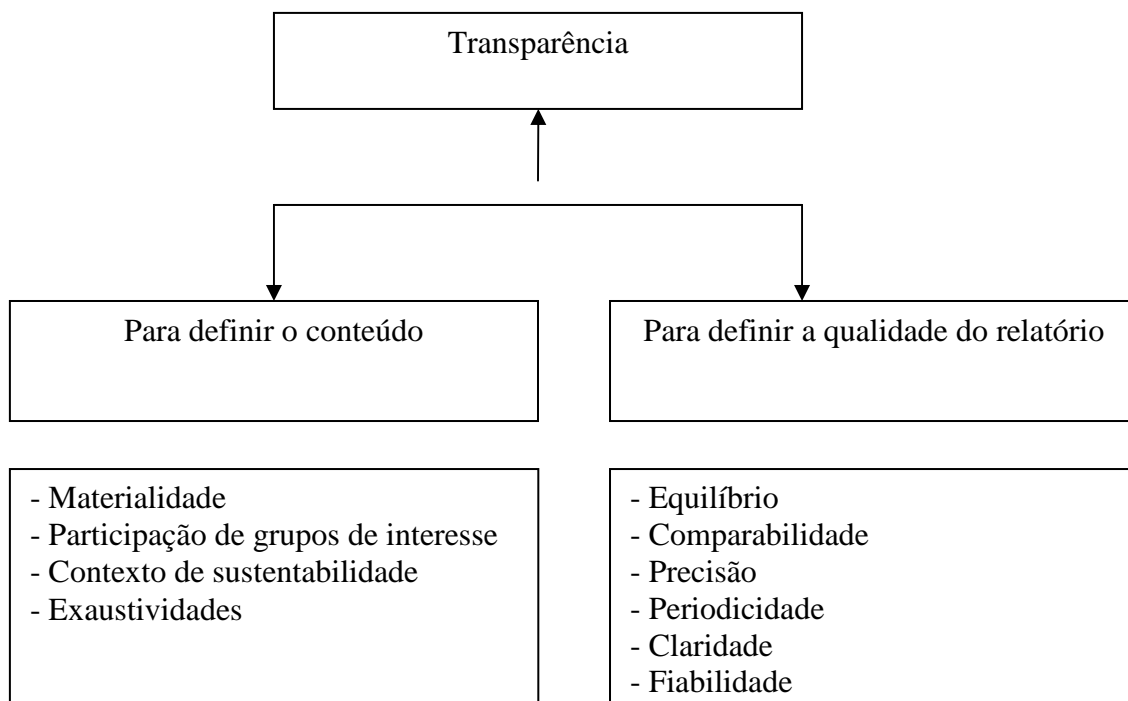 Transparência
Para definir o conteúdo
Para definir a qualidade do relatório
- Materialidade
- Participação de grupos de interesse
- Contexto de sustentabilidade
- Exaustividades
- Equilíbrio
- Comparabilidade
- Precisão
- Periodicidade
- Claridade
- Fiabilidade